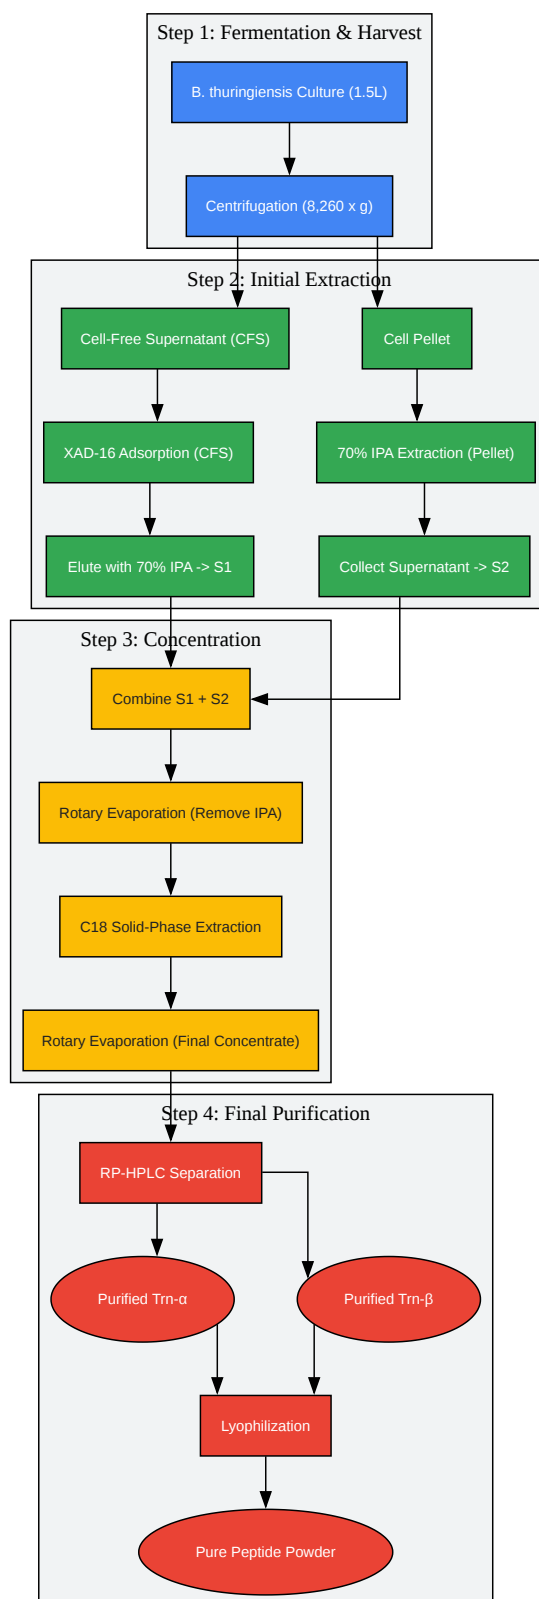 Step 1: Fermentation & Harvest
B. thuringiensis Culture (1.5L)
Centrifugation (8,260 x g)
Step 2: Initial Extraction
Cell-Free Supernatant (CFS)
Cell Pellet
XAD-16 Adsorption (CFS)
70% IPA Extraction (Pellet)
Elute with 70% IPA -> S1
Collect Supernatant -> S2
Step 3: Concentration
Combine S1 + S2
Rotary Evaporation (Remove IPA)
C18 Solid-Phase Extraction
Rotary Evaporation (Final Concentrate)
Step 4: Final Purification
RP-HPLC Separation
Purified Trn-α
Purified Trn-β
Lyophilization
Pure Peptide Powder